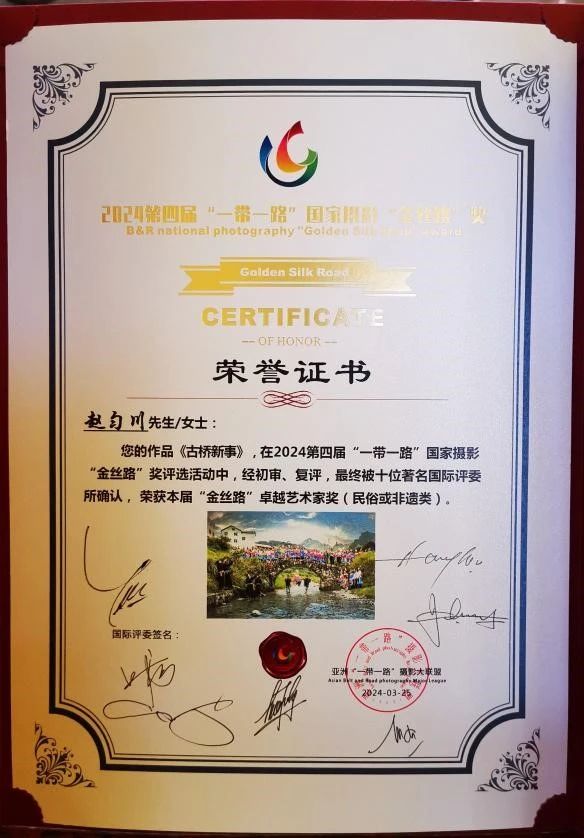 2024第四届“一带一路”国家摄影“金丝路”奖
B&R national photography "Golden Silk Road" award
Golden Silk Road
CERTIFICATE
OF HONOR
荣誉证书
赵匀川先生/女士：
您的作品《古桥新事》，在2024第四届“一带一路”国家摄影
“金丝路”奖评选活动中，经初审、复评，最终被十位著名国际评委
所确认，荣获本届“金丝路”卓越艺术家奖（民俗或非遗类）。
国际评委签名：
亚洲“一带一路”摄影大联盟
Asian Belt and Road photography Major League
2024-03-25